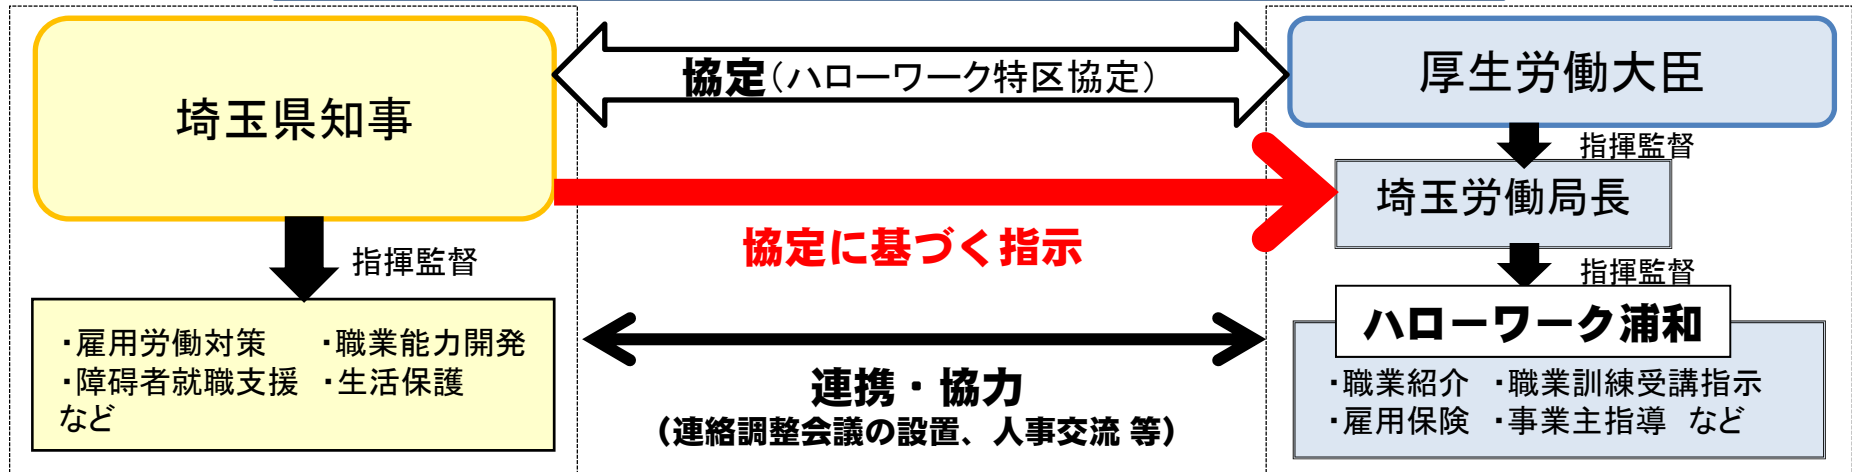 埼玉県知事
協定(ハローワーク特区協定)
厚生労働大臣
指揮監督
埼玉労働局長
協定に基づく指示
指揮監督
指揮監督
・雇用労働対策 ・職業能力開発
・障碍者就職支援 ・生活保護
など
連携・協力
(連絡調整会議の設置、人事交流 等)
ハローワーク浦和
・職業紹介 ・職業訓練受講指示
・雇用保険 ・事業主指導 など